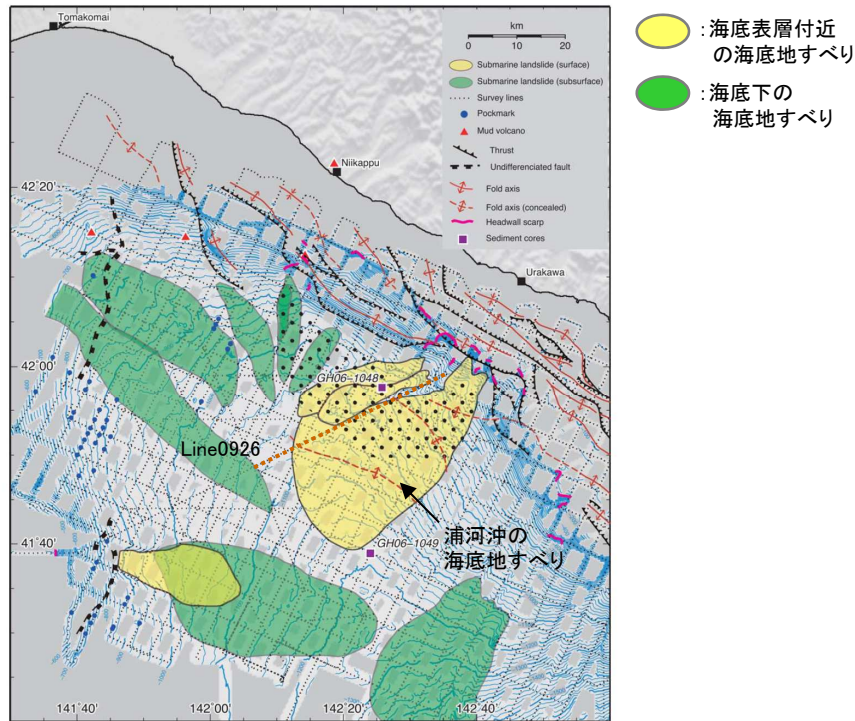 Tomakomai
km
0 10 20
Submarine landslide (surface)
Submarine landslide (subsurface)
Survey lines
Pockmark
Mud volcano
Thrust
Undifferenciated fault
Fold axis
Fold axis (concealed)
Headwall scarp
Sediment cores
:海底表層付近
の海底地すべり
:海底下の
海底地すべり
Niikappu
42°20'
Urakawa
42°00'
GH06-1048
Line0926
浦河沖の
海底地すべり
41°40'
GH06-1049
141°40' 142°00' 142°20' 142°40'